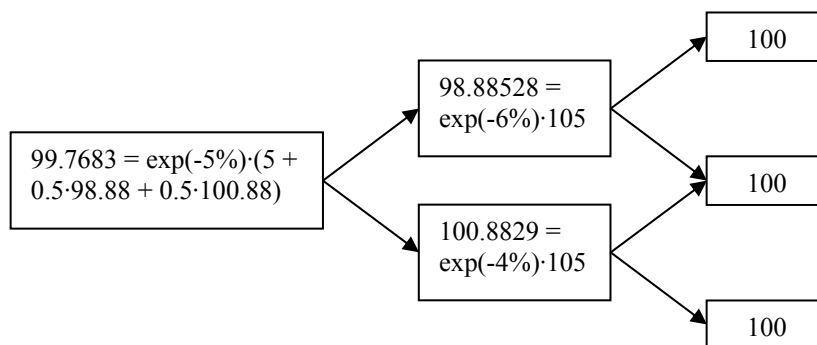 99.7683 = exp(-5%)·(5 +
0.5·98.88 + 0.5·100.88)
98.88528 =
exp(-6%)·105
100.8829 =
exp(-4%)·105
100
100
100